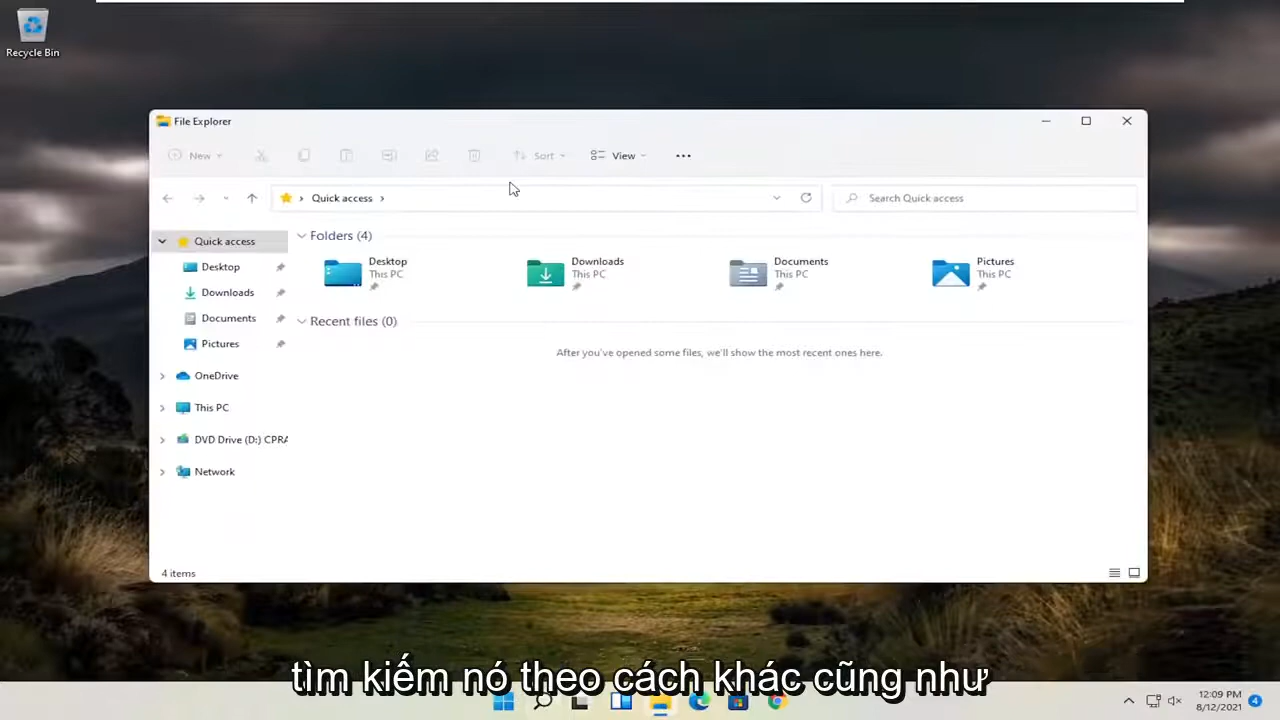 Recycle Bin
File Explorer
New
Sort
View
Quick access
Search Quick access
Quick access
Desktop
Downloads
Documents
Pictures
OneDrive
This PC
DVD Drive (D:) CPRA
Network
Folders (4)
Desktop
This PC
Downloads
This PC
Documents
This PC
Pictures
This PC
Recent files (0)
After you've opened some files, we'll show the most recent ones here.
4 items
tìm kiếm nó theo cách khác cũng như
12:09 PM
8/12/2021
4